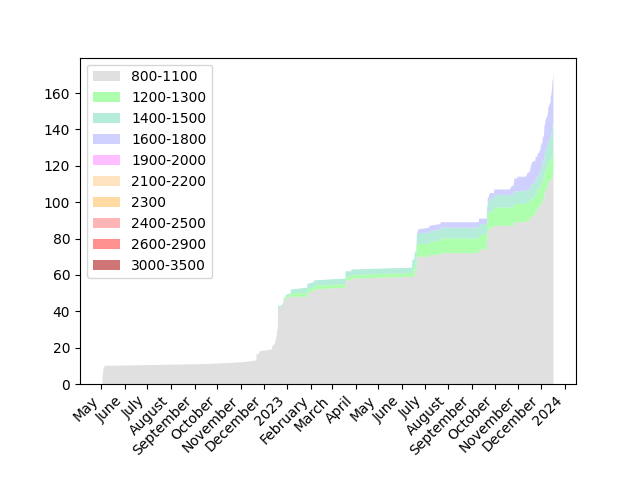 800-1100
1200-1300
1400-1500
1600-1800
1900-2000
2100-2200
2300
2400-2500
2600-2900
3000-3500
160
140
120
100
80
60
40
20
0
May
June
July
August
September
October
November
December
2023
February
March
April
May
June
July
August
September
October
November
December
2024